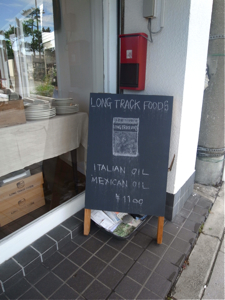 LONG TRACK FOODS
ITALIAN OIL
MEXICAN OIL
¥1100